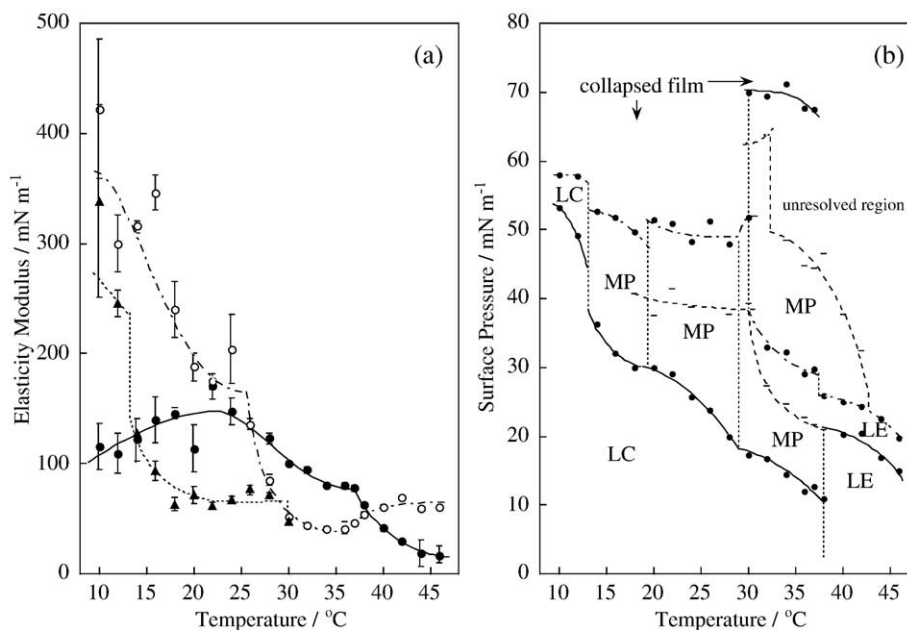 (a)
Elasticity Modulus / mN m⁻¹
500
400
300
200
100
0
10 15 20 25 30 35 40 45
Temperature / °C
(b)
Surface Pressure / mN m⁻¹
80
70
60
50
40
30
20
10
0
collapsed film
LC
unresolved region
MP
MP
MP
MP
LE
LC
LE
10 15 20 25 30 35 40 45
Temperature / °C